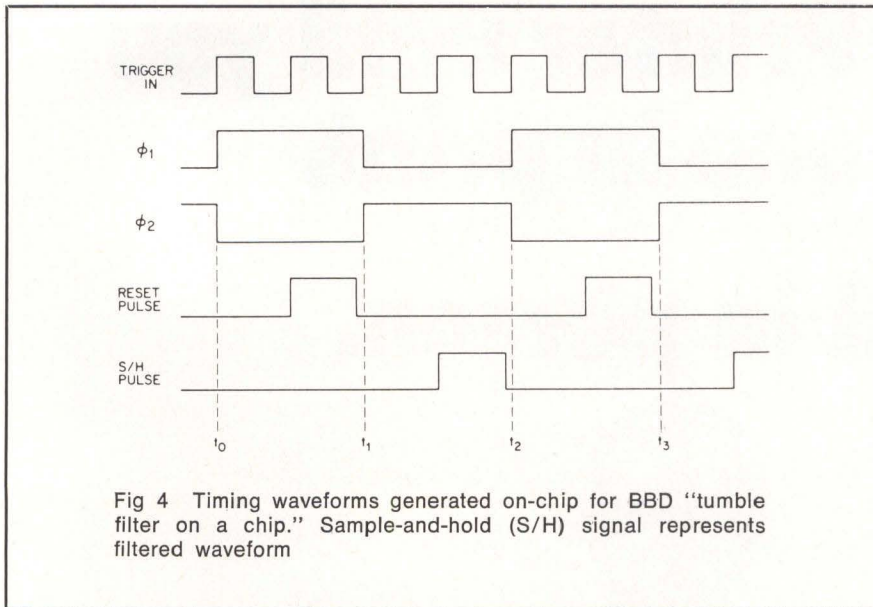 TRIGGER
IN
ϕ1
ϕ2
RESET
PULSE
S/H
PULSE
t0 t1 t2 t3
Fig 4 Timing waveforms generated on-chip for BBD "tumble
filter on a chip." Sample-and-hold (S/H) signal represents
filtered waveform